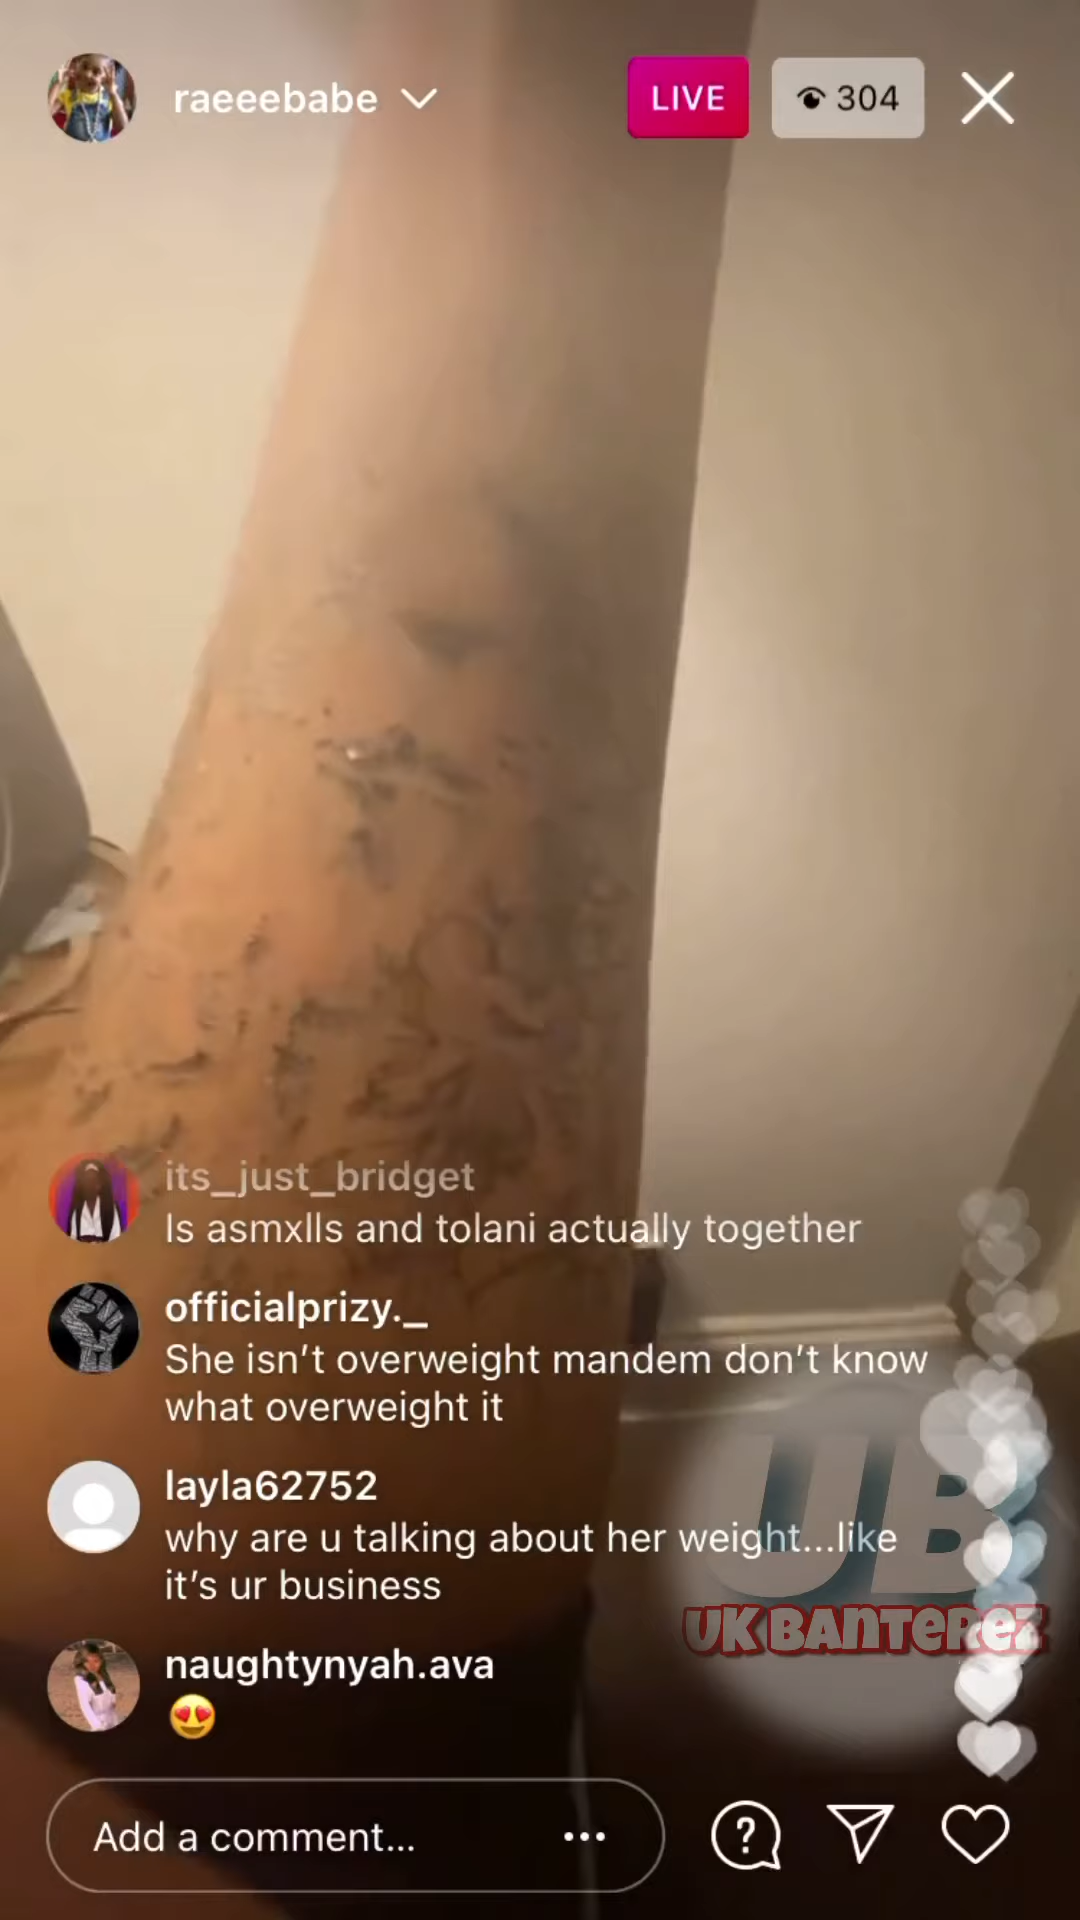 raeeebabe
LIVE
304
its_just_bridget
Is asmxlls and tolani actually together
officialprizy._
She isn't overweight mandem don't know
what overweight it
layla62752
why are u talking about her weight...like
it's ur business
UB
UK BANTEREZ
naughtynyah.ava
😍
Add a comment...